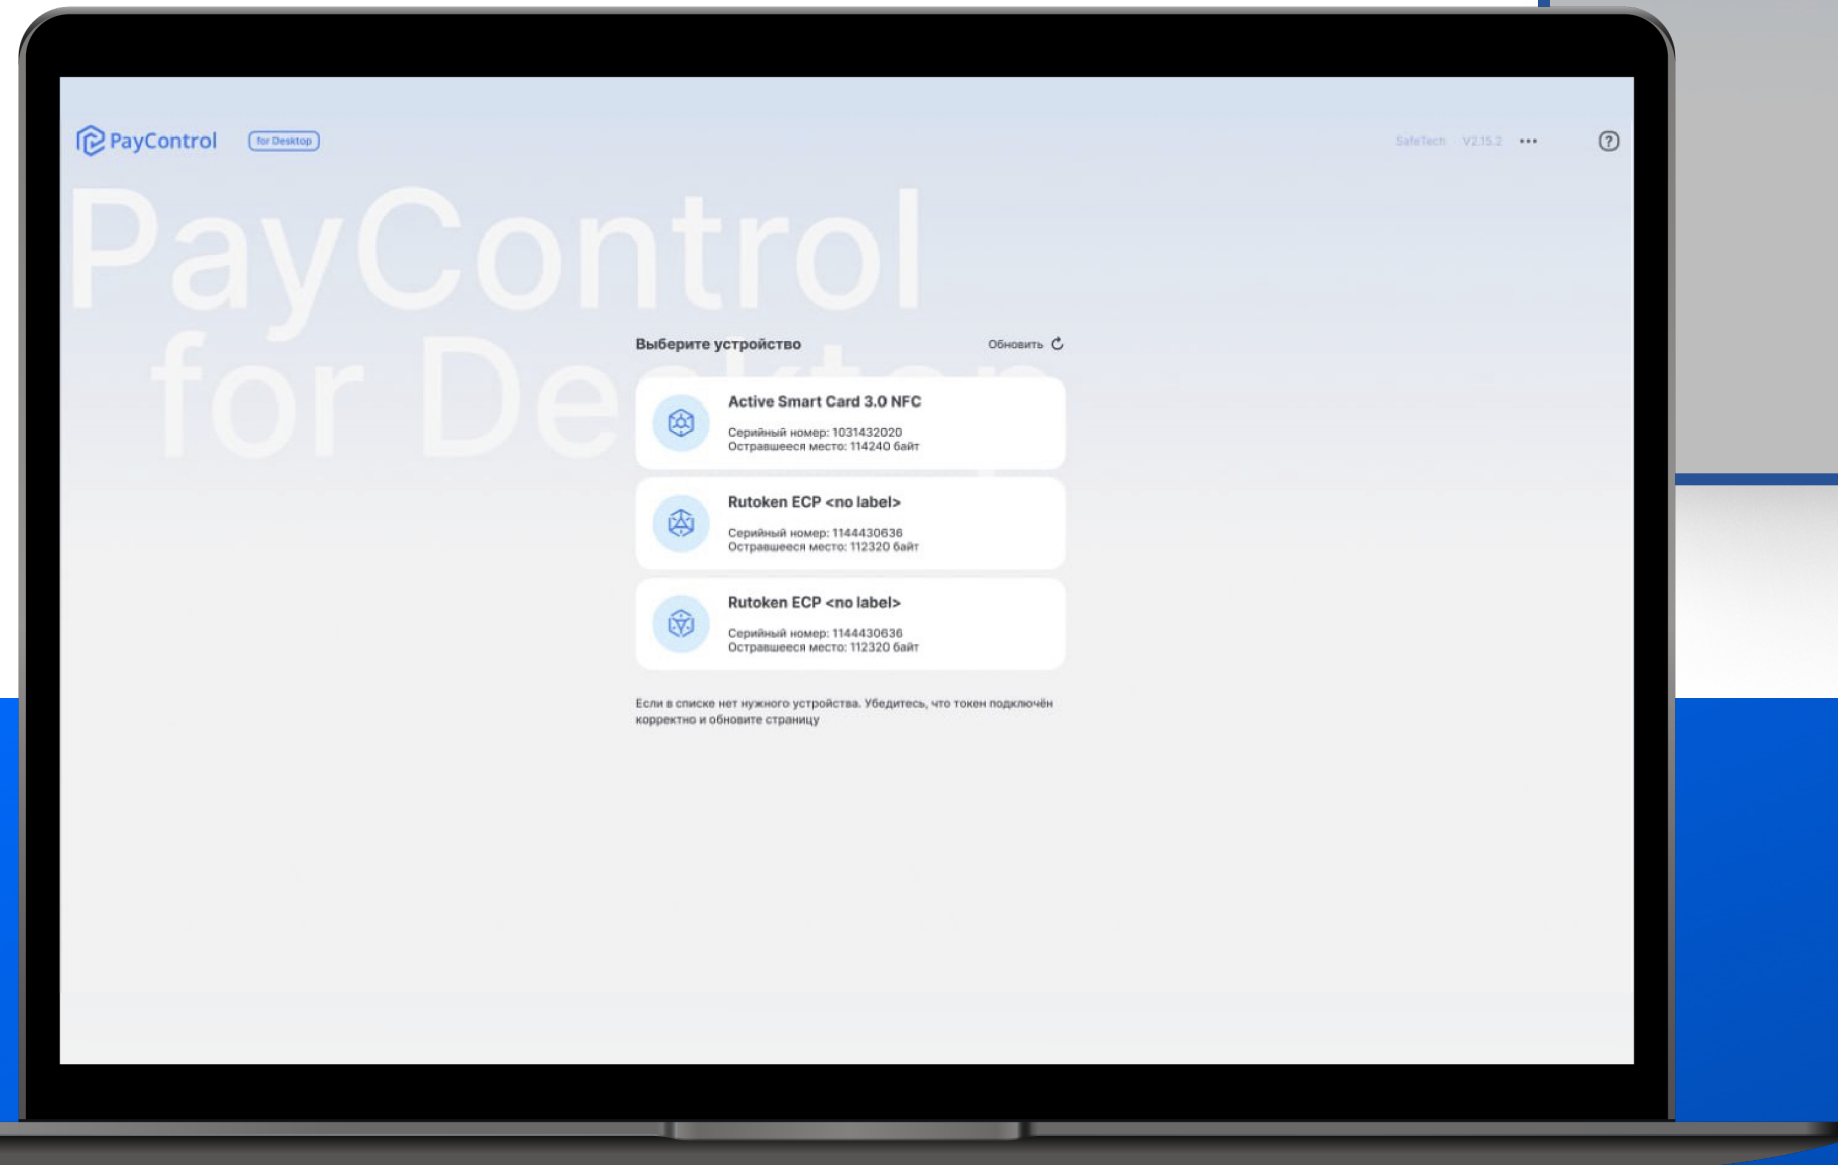 PayControl for Desktop
SafeTech V2.15.2
PayControl
for Desktop
Выберите устройство Обновить
Active Smart Card 3.0 NFC
Серийный номер: 1031432020
Остравшееся место: 114240 байт
Rutoken ECP <no label>
Серийный номер: 1144430636
Остравшееся место: 112320 байт
Rutoken ECP <no label>
Серийный номер: 1144430636
Остравшееся место: 112320 байт
Если в списке нет нужного устройства. Убедитесь, что токен подключён
корректно и обновите страницу